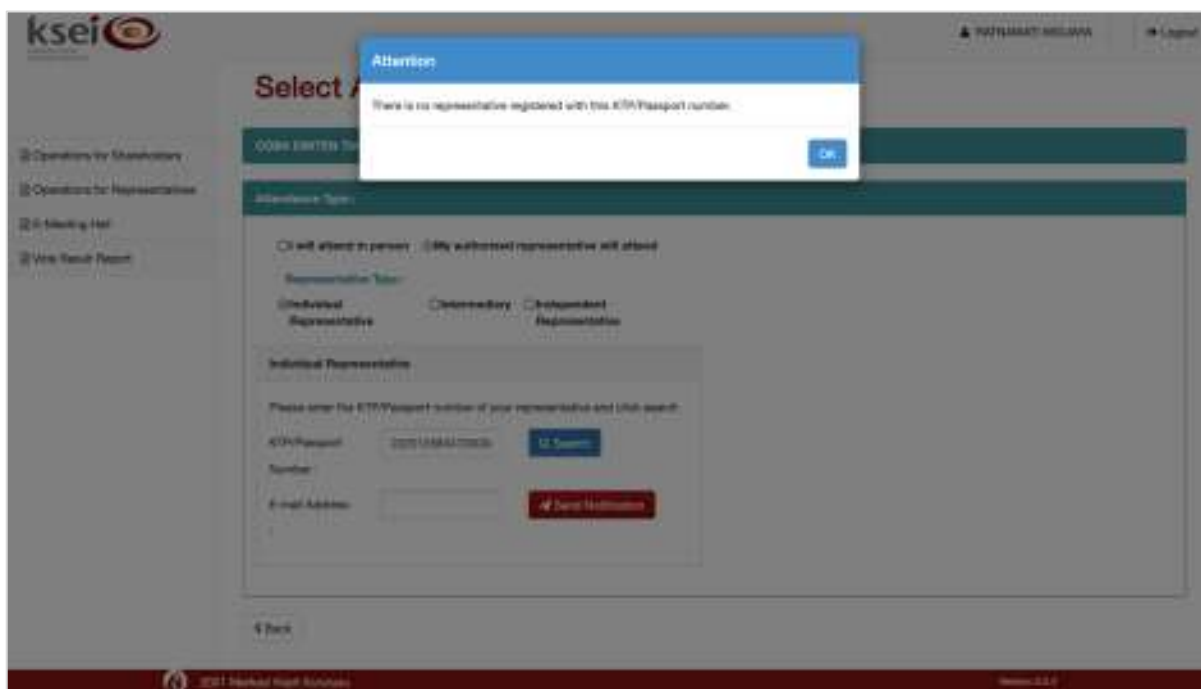 ksei
Logout
Attention
Select A
There is no representative registered with this KTP/Passport number.
OK
Operations for Shareholders
Operations for Representatives
E-Meeting Hall
Vote Result Report
Attendance Type:
I will attend in person My authorised representative will attend
Representative Type:
Individual Representative
Intermediary
Independent Representative
Individual Representative
Please enter the KTP/Passport number of your representative and click search
KTP/Passport Number
Search
E-mail Address
:
Send Notification
Back